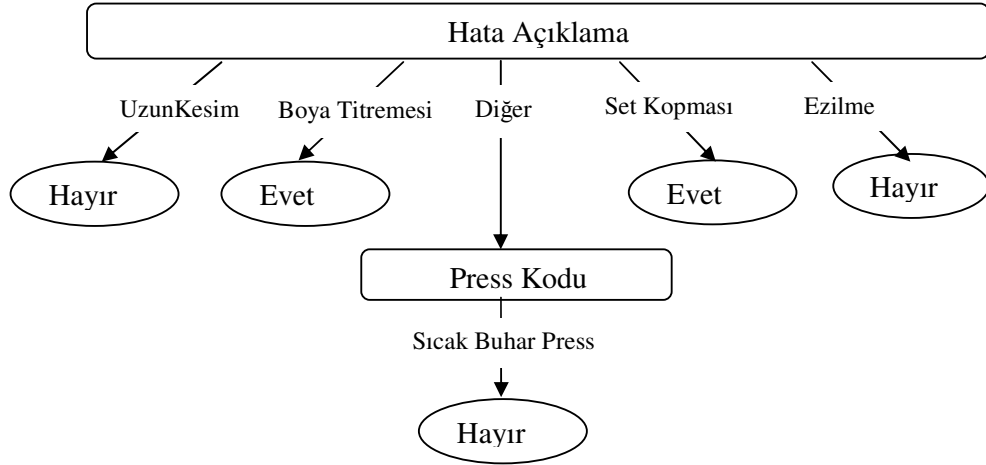 Hata Açıklama
UzunKesim
Boya Titremesi
Diğer
Set Kopması
Ezilme
Hayır
Evet
Evet
Hayır
Press Kodu
Sıcak Buhar Press
Hayır